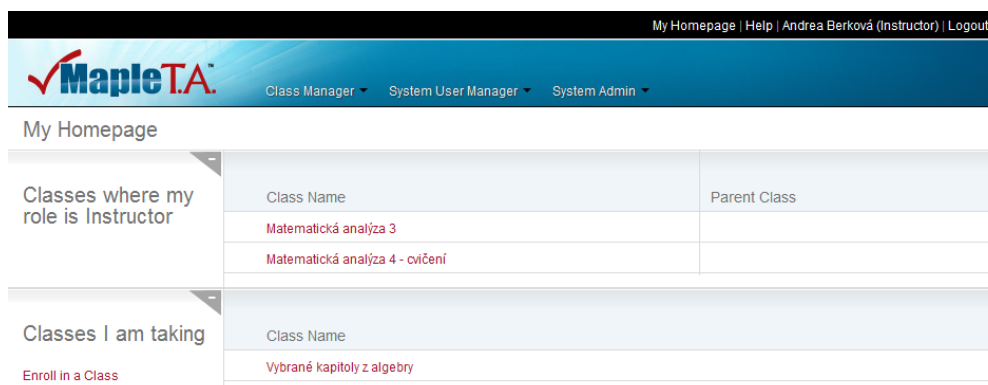 My Homepage | Help | Andrea Berková (Instructor) | Logout
MapleT.A.™
Class Manager System User Manager System Admin
My Homepage
Classes where my
role is Instructor
Class Name Parent Class
Matematická analýza 3
Matematická analýza 4 - cvičení
Classes I am taking
Class Name
Enroll in a Class
Vybrané kapitoly z algebry